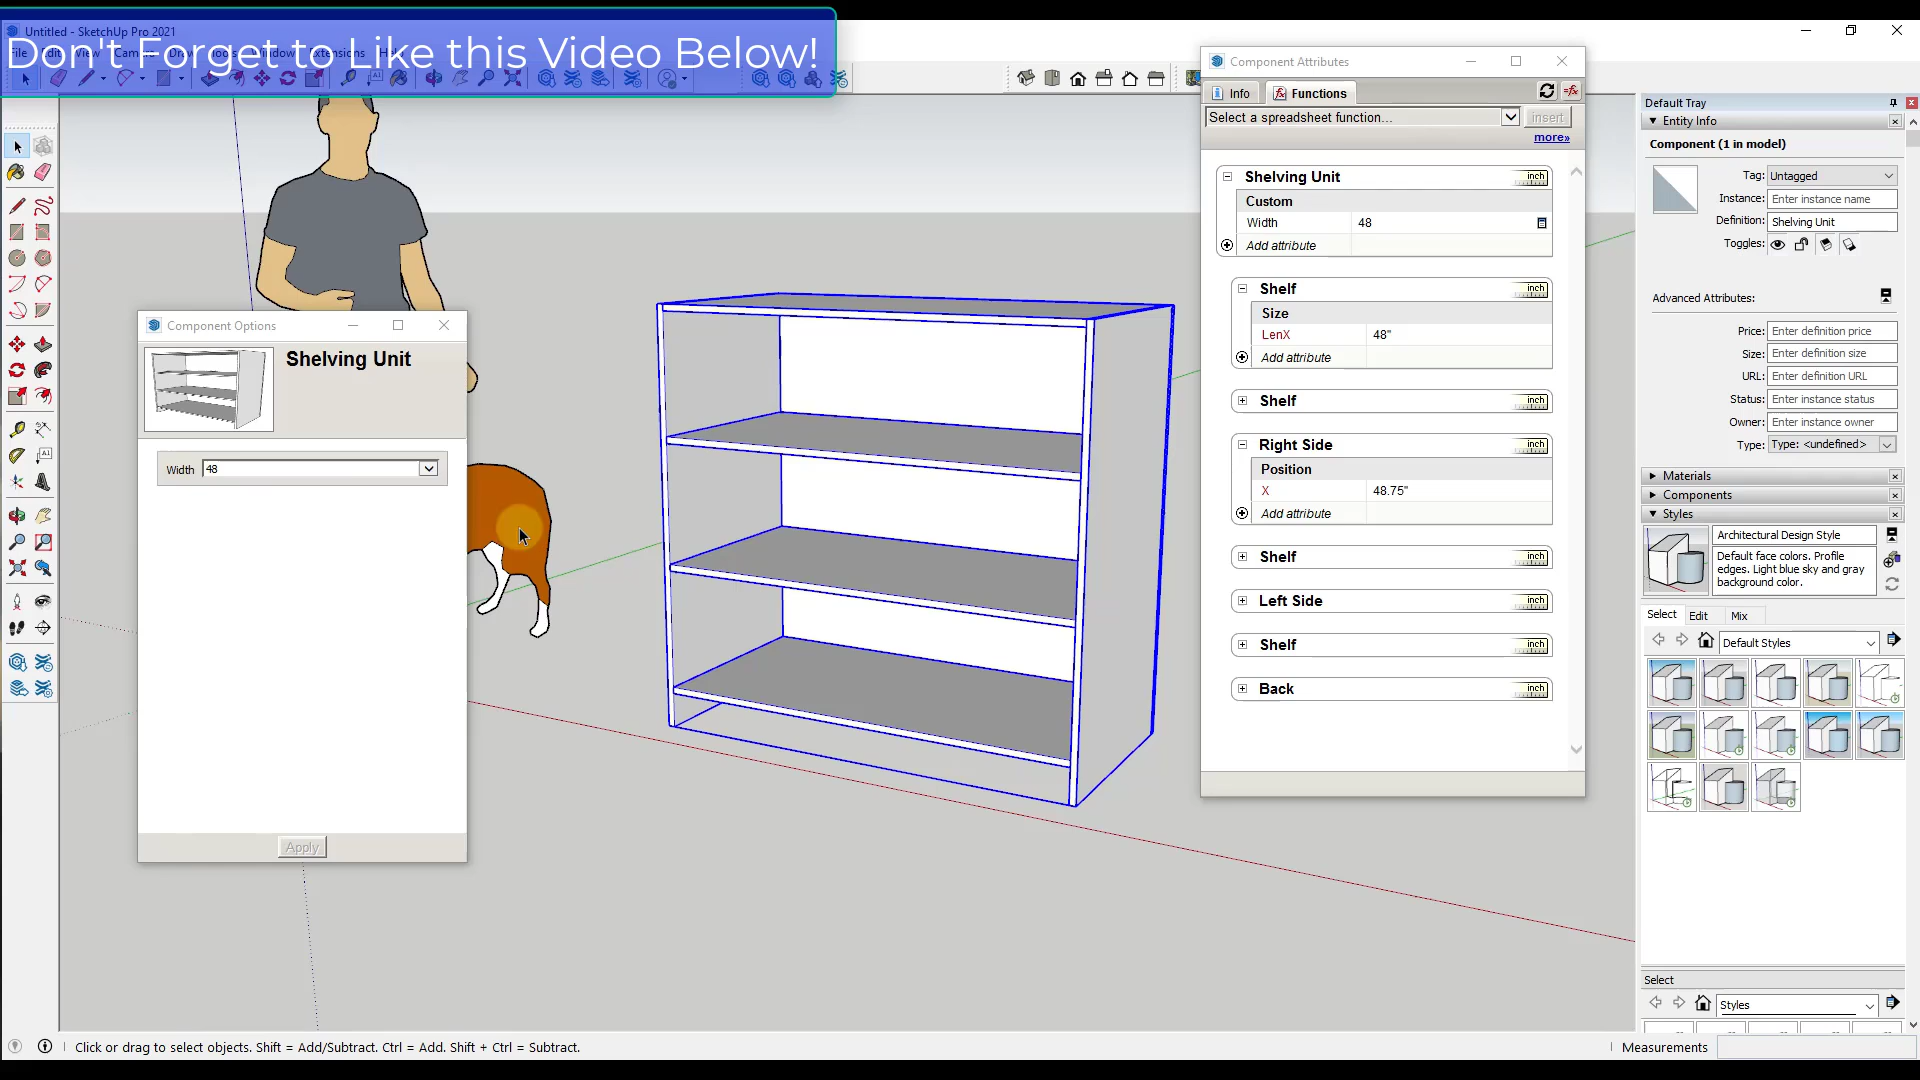 Untitled - SketchUp Pro 2021
Don't Forget to Like this Video Below!
Component Attributes
Info
Functions
Select a spreadsheet function...
insert
more»
Shelving Unit
inch
Custom
Width 48
Add attribute
Shelf
inch
Size
LenX 48"
Add attribute
Shelf
inch
Right Side
inch
Position
X 48.75"
Add attribute
Shelf
inch
Left Side
inch
Shelf
inch
Back
inch
Component Options
Shelving Unit
Width 48
Apply
Default Tray
Entity Info
Component (1 in model)
Tag: Untagged
Instance: Enter instance name
Definition: Shelving Unit
Toggles:
Advanced Attributes:
Price: Enter definition price
Size: Enter definition size
URL: Enter definition URL
Status: Enter instance status
Owner: Enter instance owner
Type: Type: <undefined>
Materials
Components
Styles
Architectural Design Style
Default face colors. Profile
edges. Light blue sky and gray
background color.
Select Edit Mix
Default Styles
Select
Styles
Click or drag to select objects. Shift = Add/Subtract. Ctrl = Add. Shift + Ctrl = Subtract.
Measurements